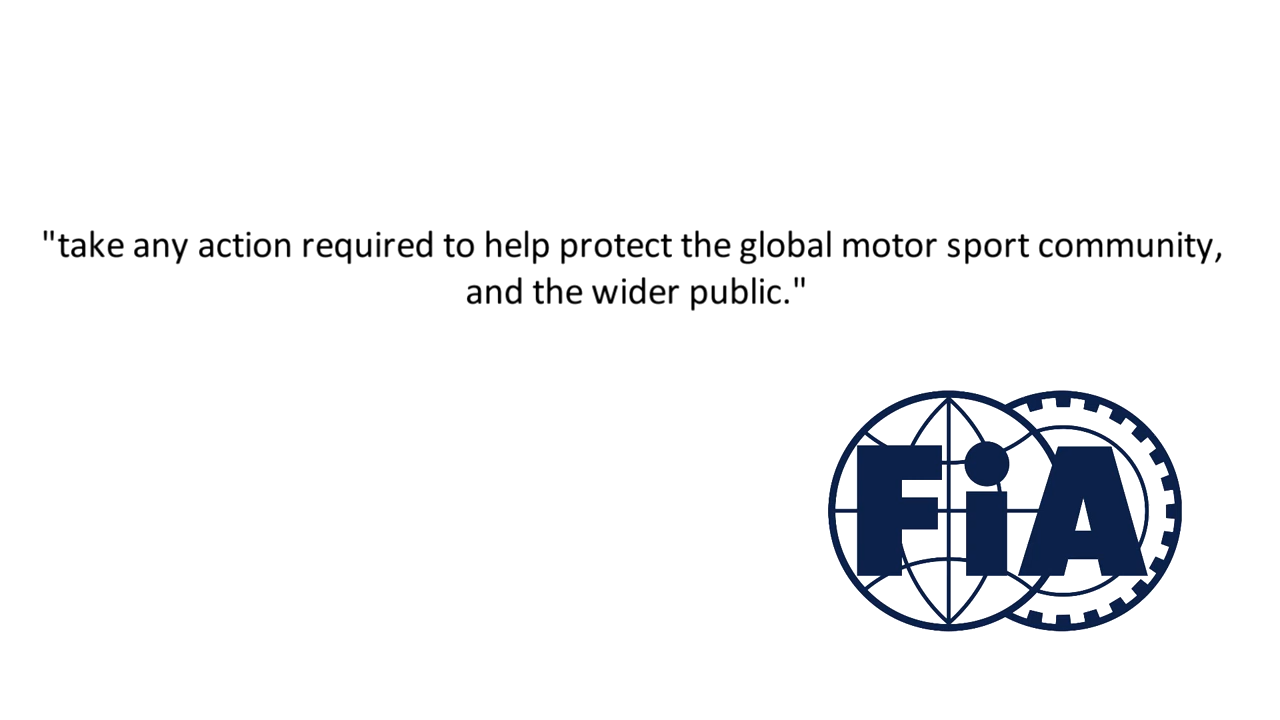 "take any action required to help protect the global motor sport community,
and the wider public."
FiA